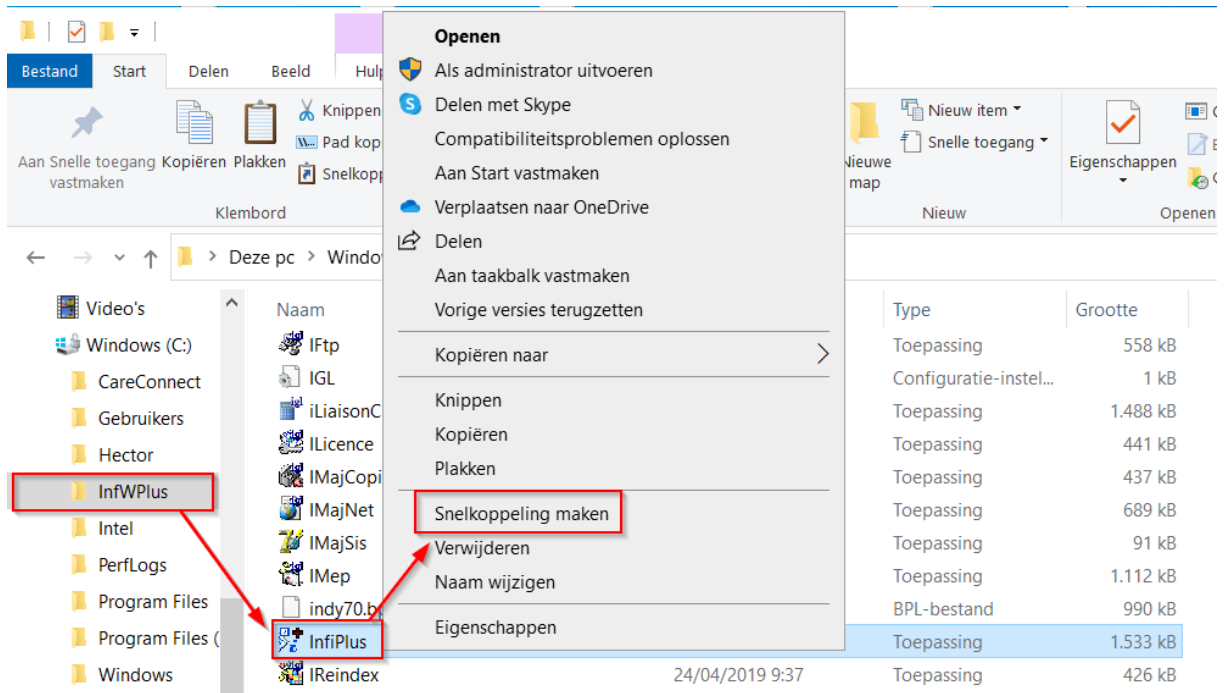 Bestand Start Delen Beeld
Knippen
Aan Snelle toegang vastmaken
Kopiëren
Plakken
Klembord
Nieuwe map
Nieuw item
Snelle toegang
Nieuw
Eigenschappen
Openen
Deze pc
Openen
Als administrator uitvoeren
Delen met Skype
Compatibiliteitsproblemen oplossen
Aan Start vastmaken
Verplaatsen naar OneDrive
Delen
Aan taakbalk vastmaken
Vorige versies terugzetten
Kopiëren naar
Knippen
Kopiëren
Plakken
Snelkoppeling maken
Verwijderen
Naam wijzigen
Eigenschappen
Video's
Windows (C:)
CareConnect
Gebruikers
Hector
InfWPlus
Intel
PerfLogs
Program Files
Program Files (
Windows
Naam Type Grootte
IFtp Toepassing 558 kB
IGL Configuratie-instel... 1 kB
iLiaisonC Toepassing 1.488 kB
ILicence Toepassing 441 kB
IMajCopi Toepassing 437 kB
IMajNet Toepassing 689 kB
IMajSis Toepassing 91 kB
IMep Toepassing 1.112 kB
indy70.bp BPL-bestand 990 kB
InfiPlus Toepassing 1.533 kB
IReindex 24/04/2019 9:37 Toepassing 426 kB